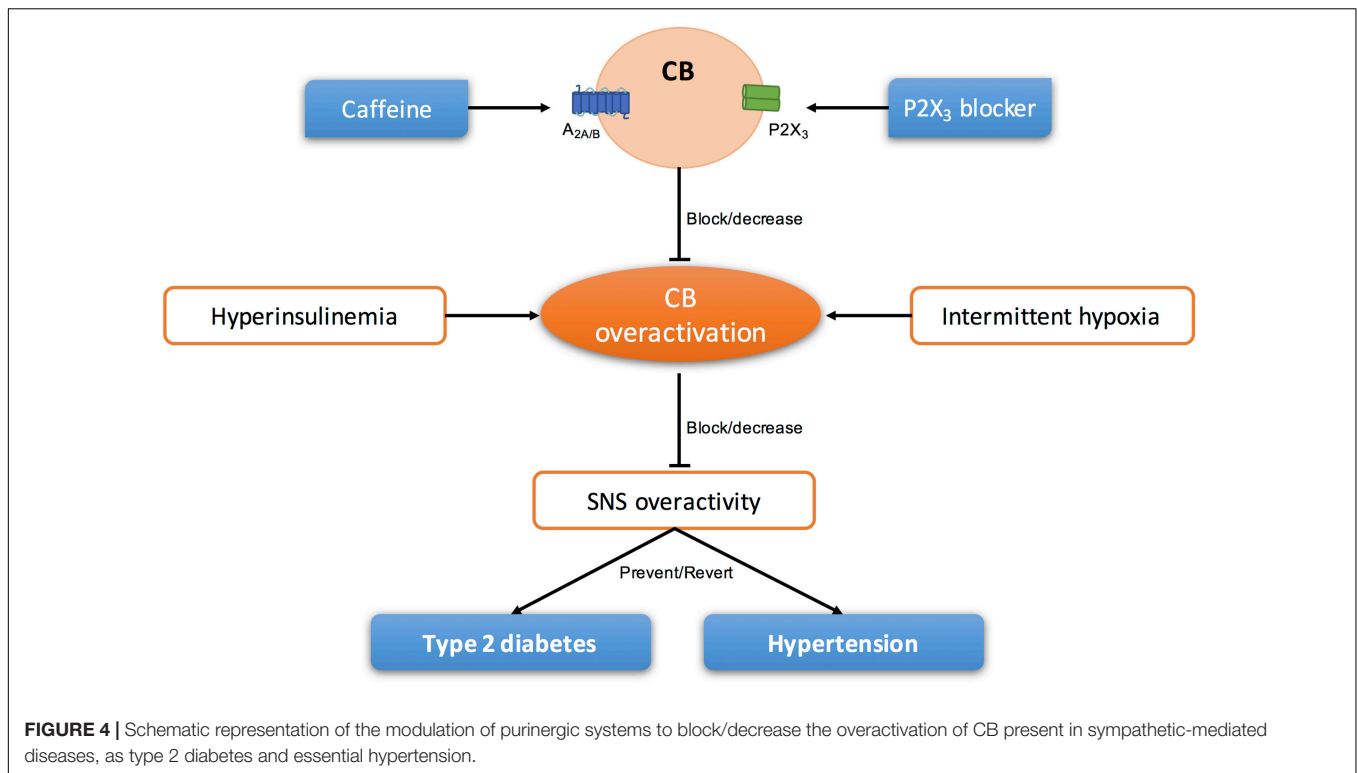 CB
Caffeine
A2A/B
P2X3
P2X3 blocker
Block/decrease
Hyperinsulinemia
CB
overactivation
Intermittent hypoxia
Block/decrease
SNS overactivity
Prevent/Revert
Type 2 diabetes
Hypertension
FIGURE 4 | Schematic representation of the modulation of purinergic systems to block/decrease the overactivation of CB present in sympathetic-mediated
diseases, as type 2 diabetes and essential hypertension.